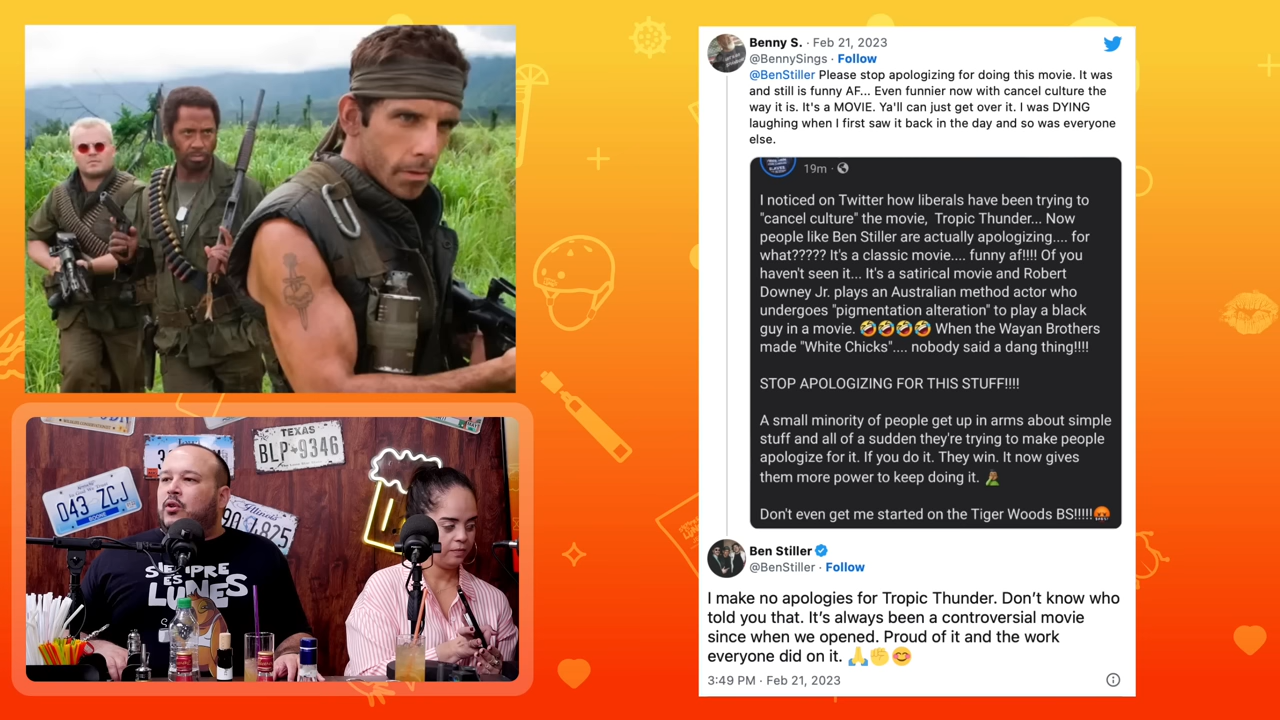 Benny S. · Feb 21, 2023
@BennySings · Follow
@BenStiller Please stop apologizing for doing this movie. It was
and still is funny AF... Even funnier now with cancel culture the
way it is. It's a MOVIE. Ya'll can just get over it. I was DYING
laughing when I first saw it back in the day and so was everyone
else.
19m ·
I noticed on Twitter how liberals have been trying to
"cancel culture" the movie, Tropic Thunder... Now
people like Ben Stiller are actually apologizing.... for
what????? It's a classic movie.... funny af!!!! Of you
haven't seen it... It's a satirical movie and Robert
Downey Jr. plays an Australian method actor who
undergoes "pigmentation alteration" to play a black
guy in a movie. 🤣🤣🤣🤣 When the Wayan Brothers
made "White Chicks".... nobody said a dang thing!!!!
STOP APOLOGIZING FOR THIS STUFF!!!!
A small minority of people get up in arms about simple
stuff and all of a sudden they're trying to make people
apologize for it. If you do it. They win. It now gives
them more power to keep doing it.
Don't even get me started on the Tiger Woods BS!!!!!🤬
Ben Stiller
@BenStiller · Follow
I make no apologies for Tropic Thunder. Don't know who
told you that. It's always been a controversial movie
since when we opened. Proud of it and the work
everyone did on it. 🙏✊😊
3:49 PM · Feb 21, 2023
TEXAS
BLP 9346
043 ZCJ
Illinois
SIEMPRE
ES
LUNES